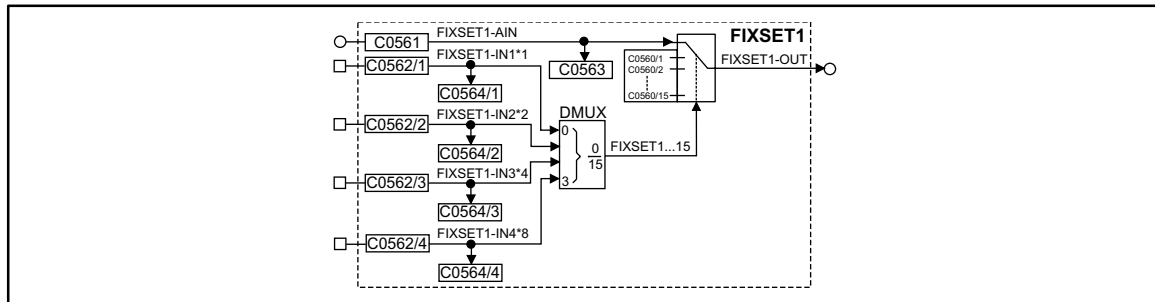 FIXSET1-AIN
FIXSET1
C0561
FIXSET1-IN1*1
C0562/1
C0563
C0560/1
C0560/2
C0560/15
FIXSET1-OUT
C0564/1
FIXSET1-IN2*2
DMUX
C0562/2
0
C0564/2
0
15
FIXSET1...15
FIXSET1-IN3*4
C0562/3
3
C0564/3
FIXSET1-IN4*8
C0562/4
C0564/4